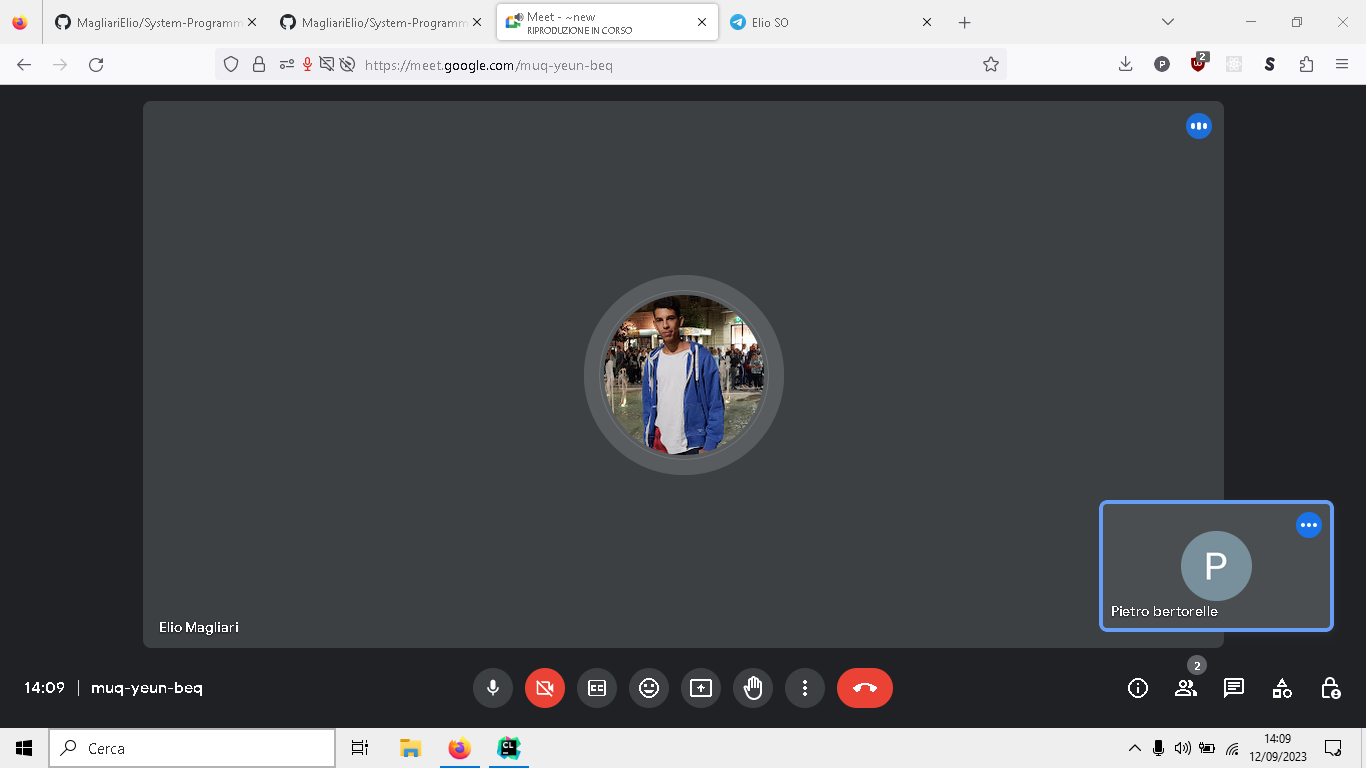 MagliariElio/System-Programm
MagliariElio/System-Programm
Meet - ~new
RIPRODUZIONE IN CORSO
Elio SO
https://meet.google.com/muq-yeun-beq
P
2
S
P
Pietro bertorelle
Elio Magliari
14:09 | muq-yeun-beq
2
Cerca
CL
14:09
12/09/2023